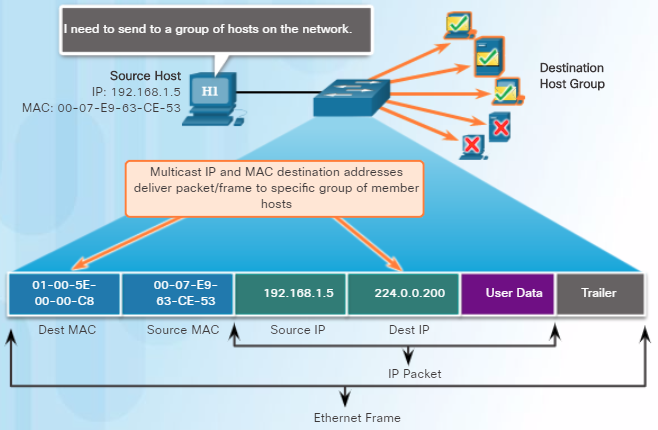 I need to send to a group of hosts on the network.
Source Host
IP: 192.168.1.5
MAC: 00-07-E9-63-CE-53
H1
Destination
Host Group
Multicast IP and MAC destination addresses
deliver packet/frame to specific group of member
hosts
01-00-5E-
00-00-C8
00-07-E9-
63-CE-53
192.168.1.5
224.0.0.200
User Data
Trailer
Dest MAC
Source MAC
Source IP
Dest IP
IP Packet
Ethernet Frame